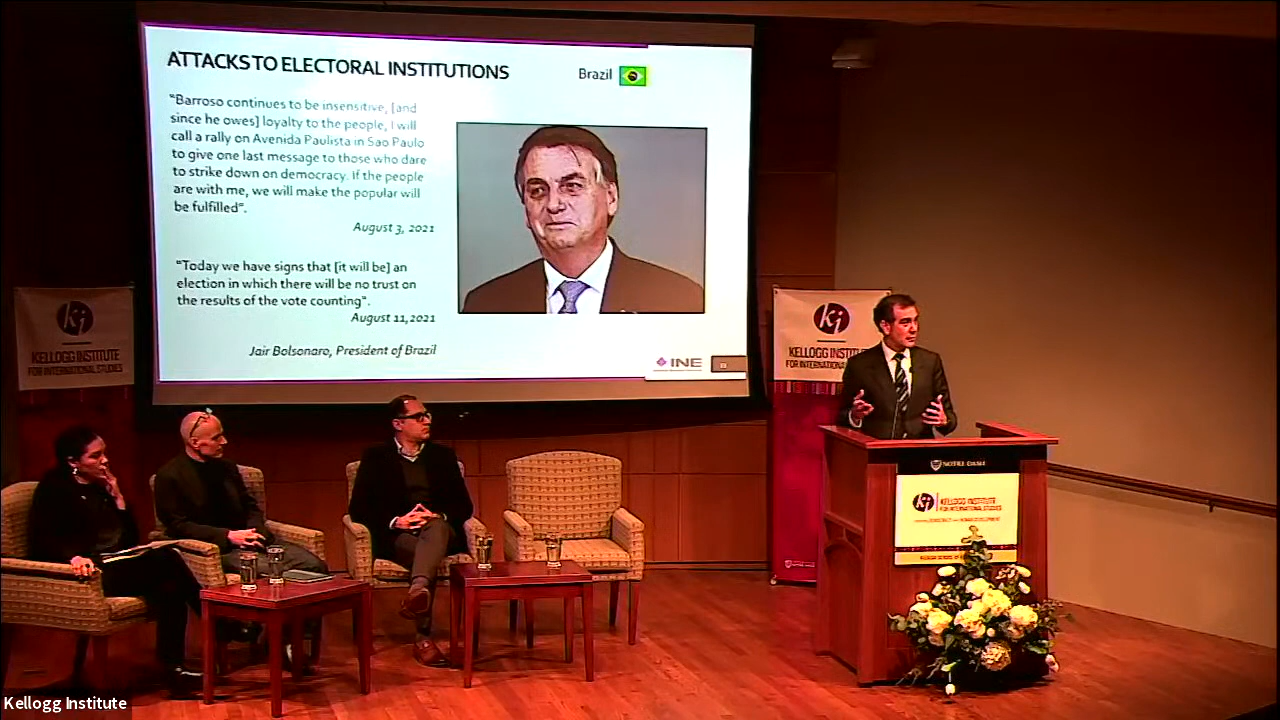 ATTACKS TO ELECTORAL INSTITUTIONS
Brazil
"Barroso continues to be insensitive, [and
since he owes] loyalty to the people, I will
call a rally on Avenida Paulista in Sao Paulo
to give one last message to those who dare
to strike down on democracy. If the people
are with me, we will make the popular will
be fulfilled".
August 3, 2021
"Today we have signs that [it will be] an
election in which there will be no trust on
the results of the vote counting".
August 11, 2021
Jair Bolsonaro, President of Brazil
INE
ki
KELLOGG INSTITUTE
FOR INTERNATIONAL STUDIES
ki
KELLOGG INSTITU
FOR INTERNATIONA
NOTRE DAME
ki
KELLOGG INSTITUTE
FOR INTERNATIONAL STUDIES
Kellogg Institute